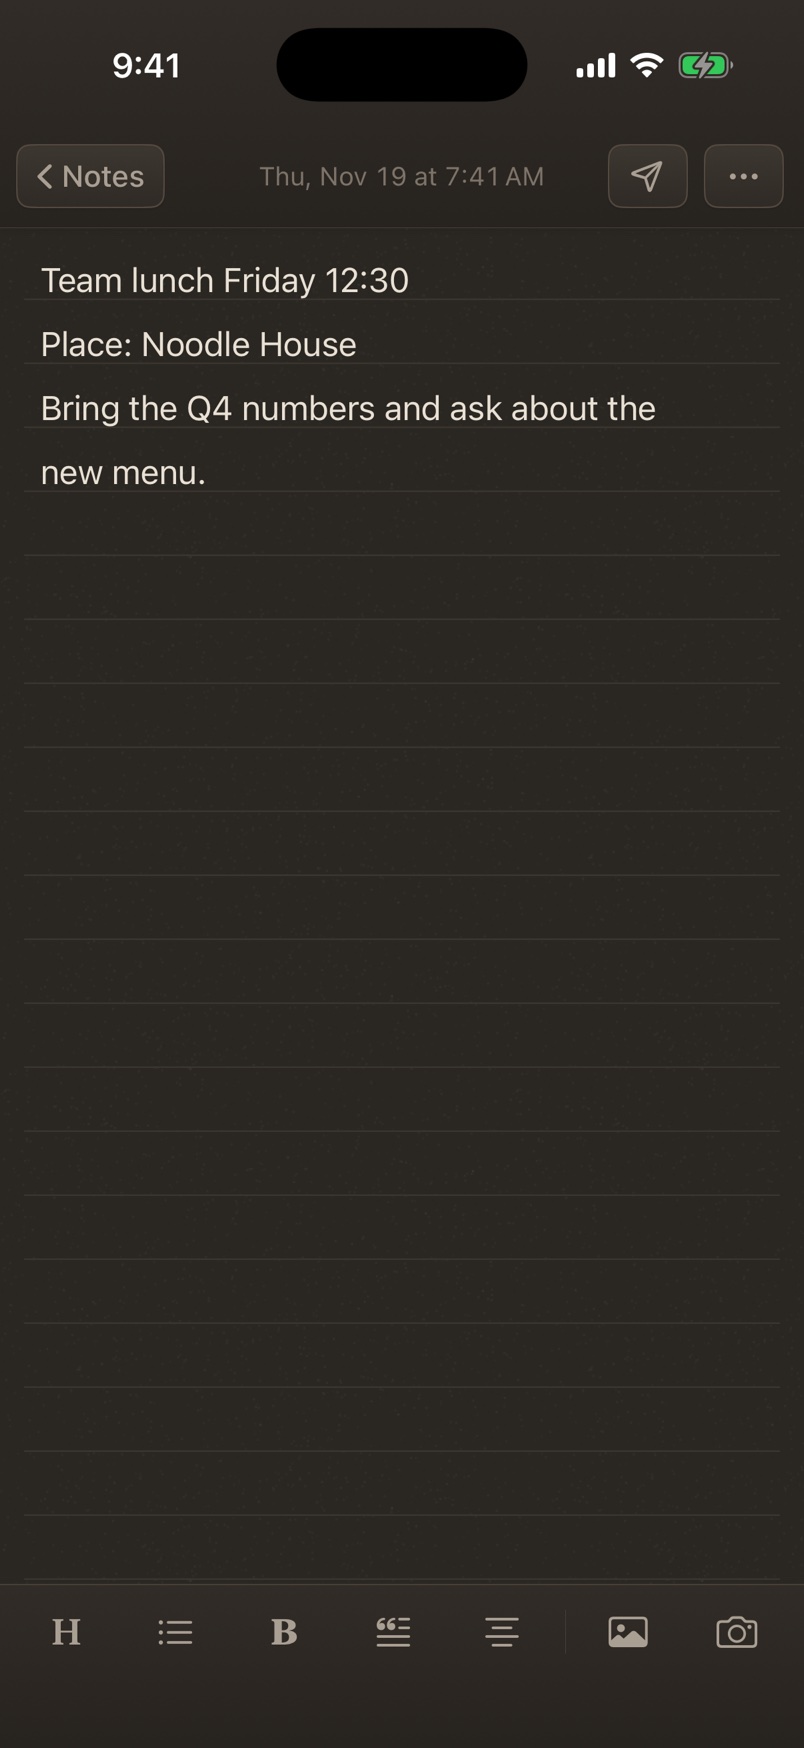 9:41
Notes
Thu, Nov 19 at 7:41 AM
Team lunch Friday 12:30
Place: Noodle House
Bring the Q4 numbers and ask about the
new menu.
H
B